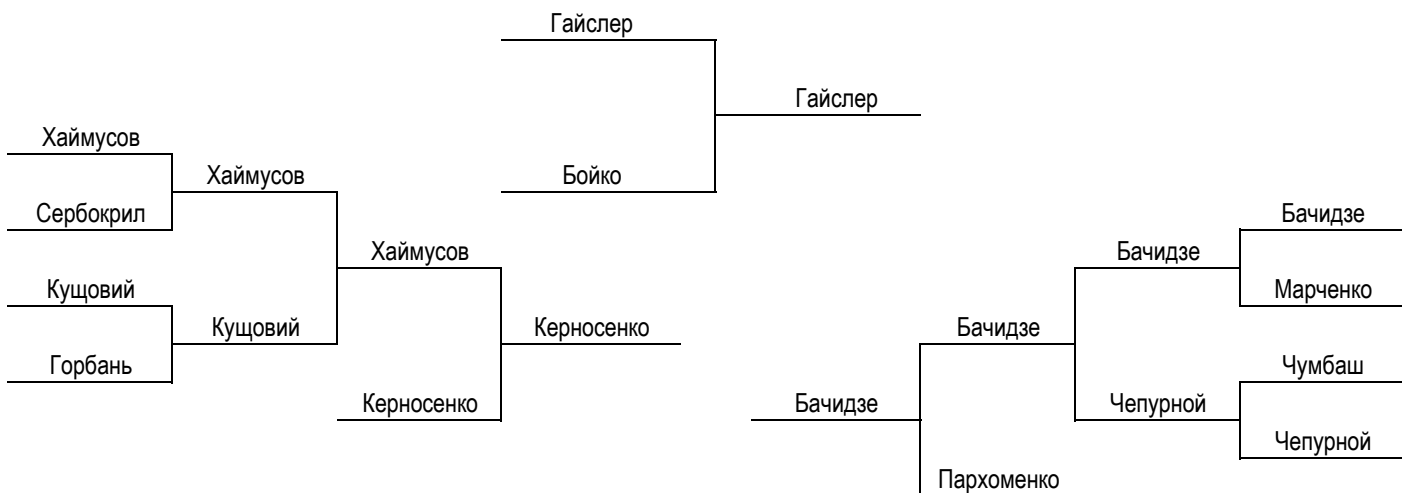 Гайслер
Гайслер
Хаймусов
Хаймусов
Бойко
Сербокрил
Бачидзе
Хаймусов
Бачидзе
Кущовий
Марченко
Кущовий
Керносенко
Бачидзе
Горбань
Чумбаш
Керносенко
Бачидзе
Чепурной
Чепурной
Пархоменко